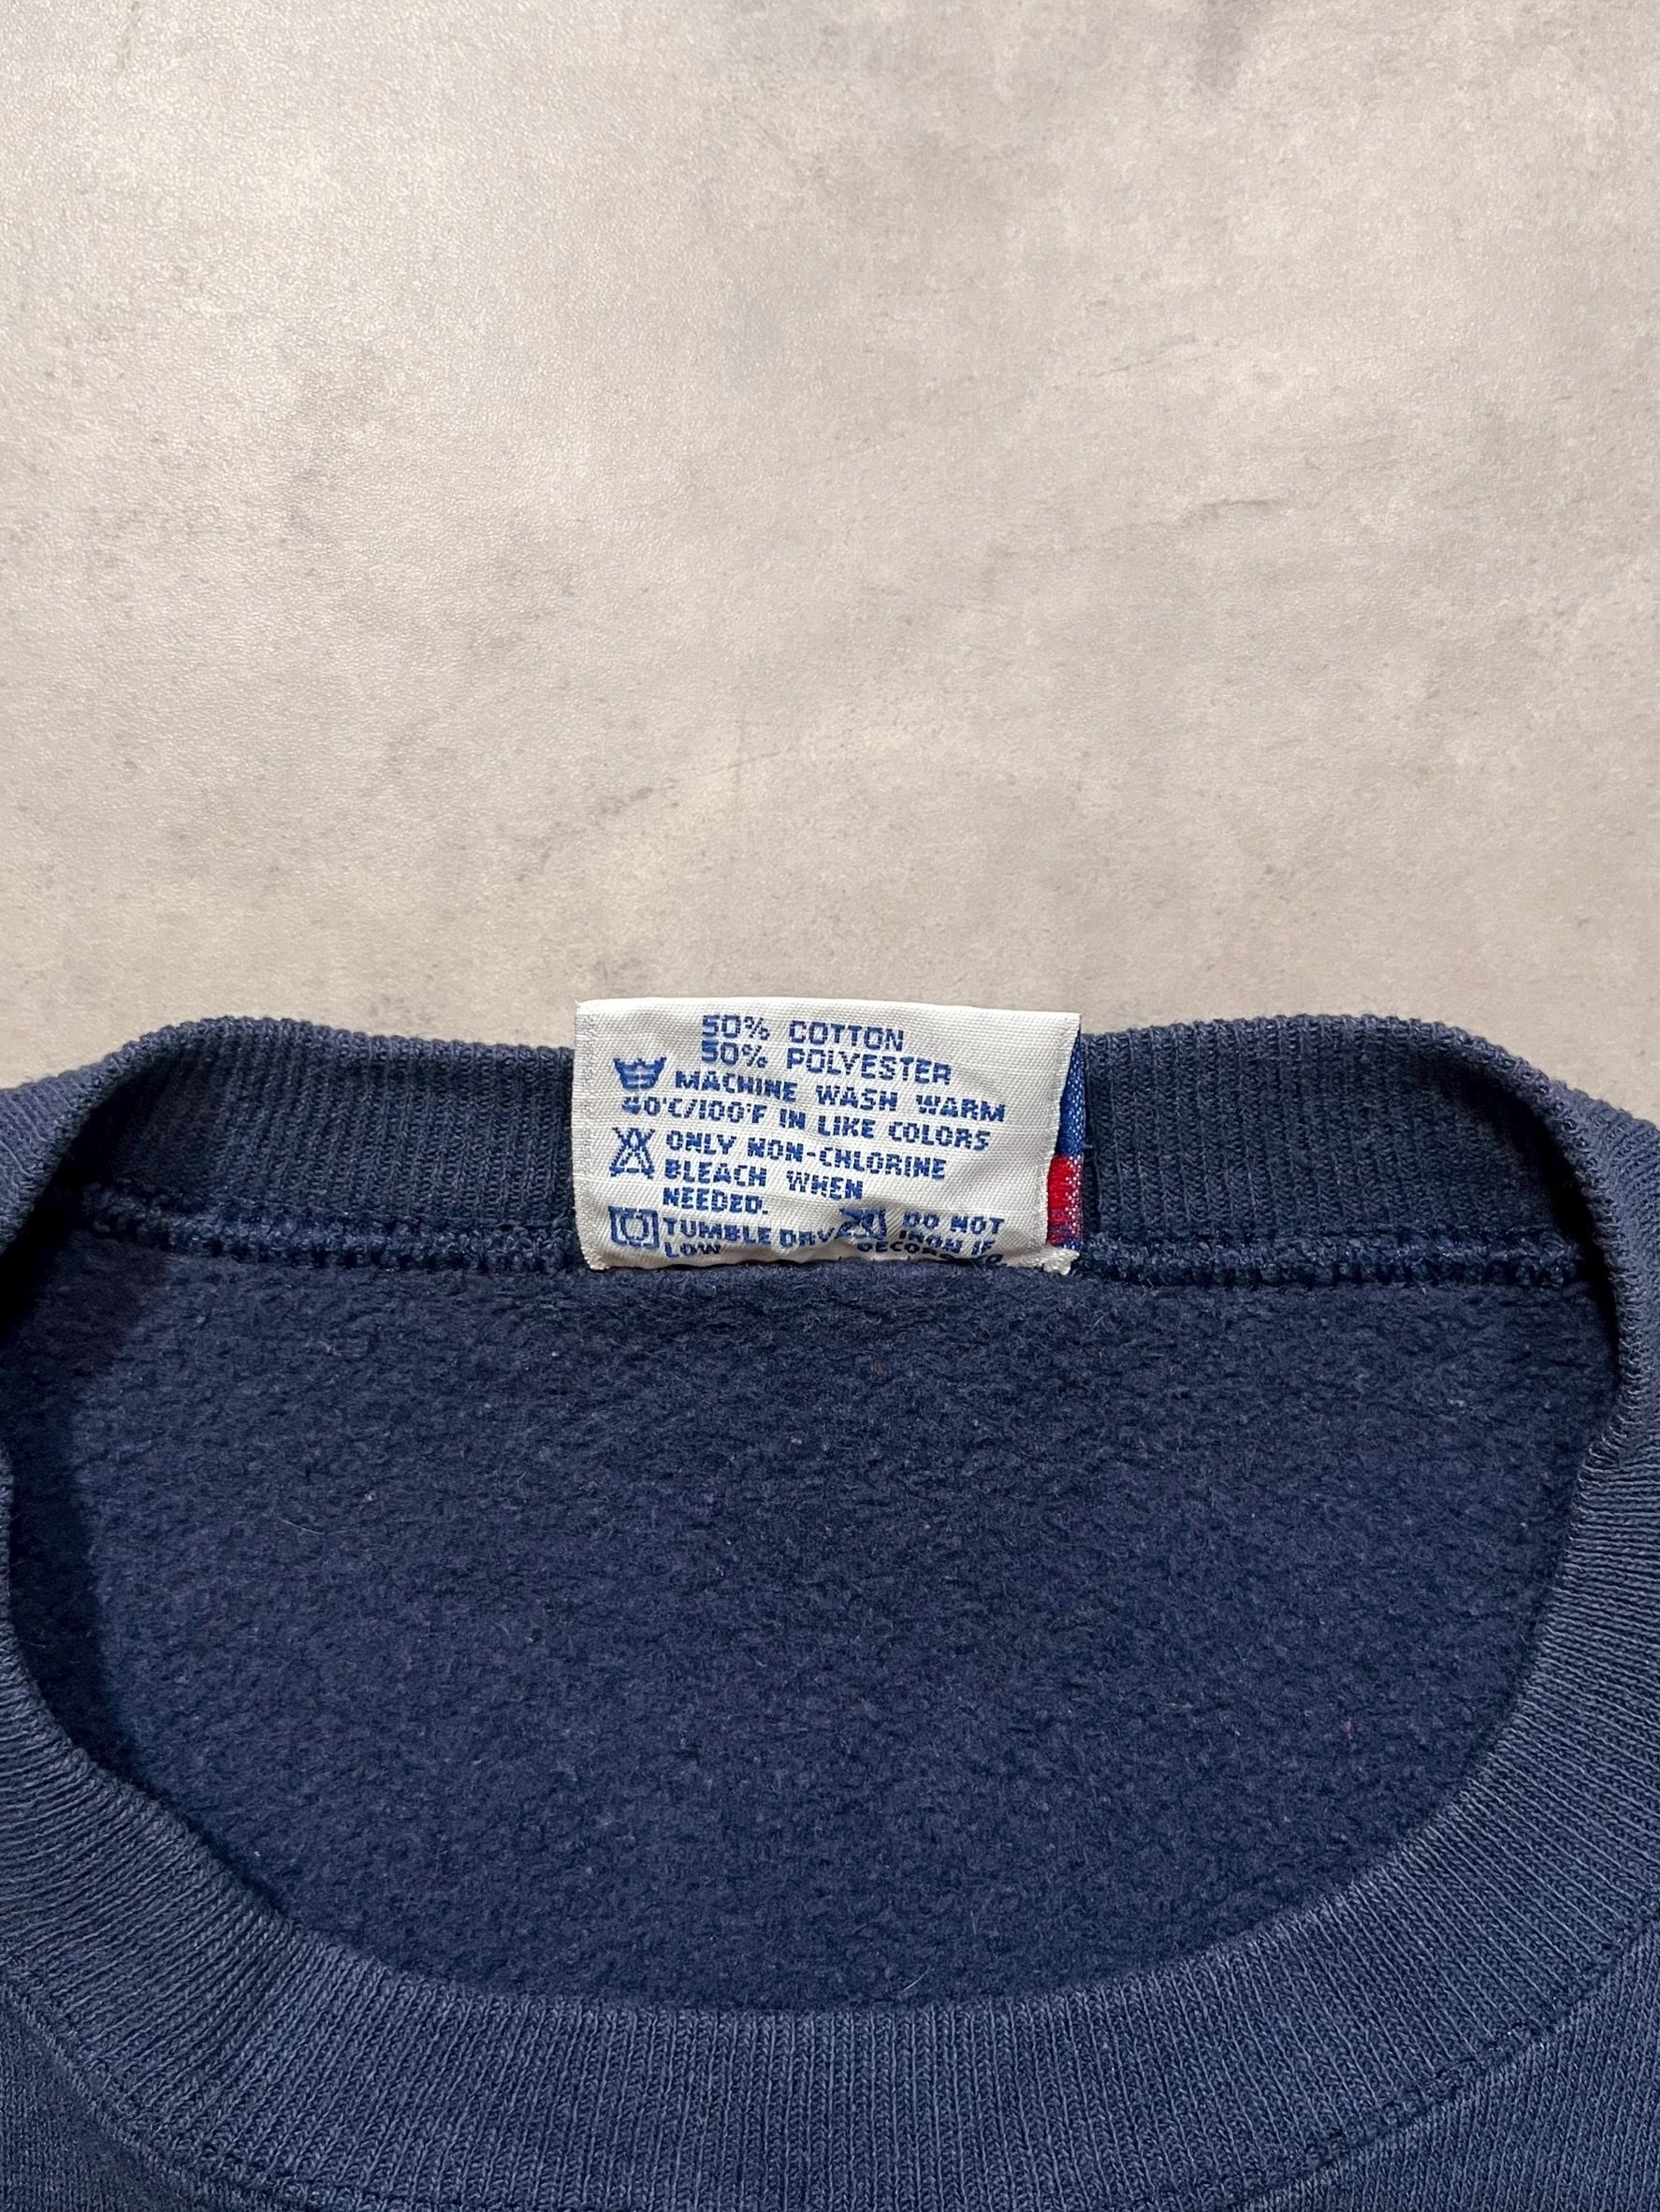 50% COTTON
50% POLYESTER
MACHINE WASH WARM
40°C/100°F IN LIKE COLORS
ONLY NON-CHLORINE
BLEACH WHEN
NEEDED.
TUMBLE DRY DO NOT
LOW IRON IF